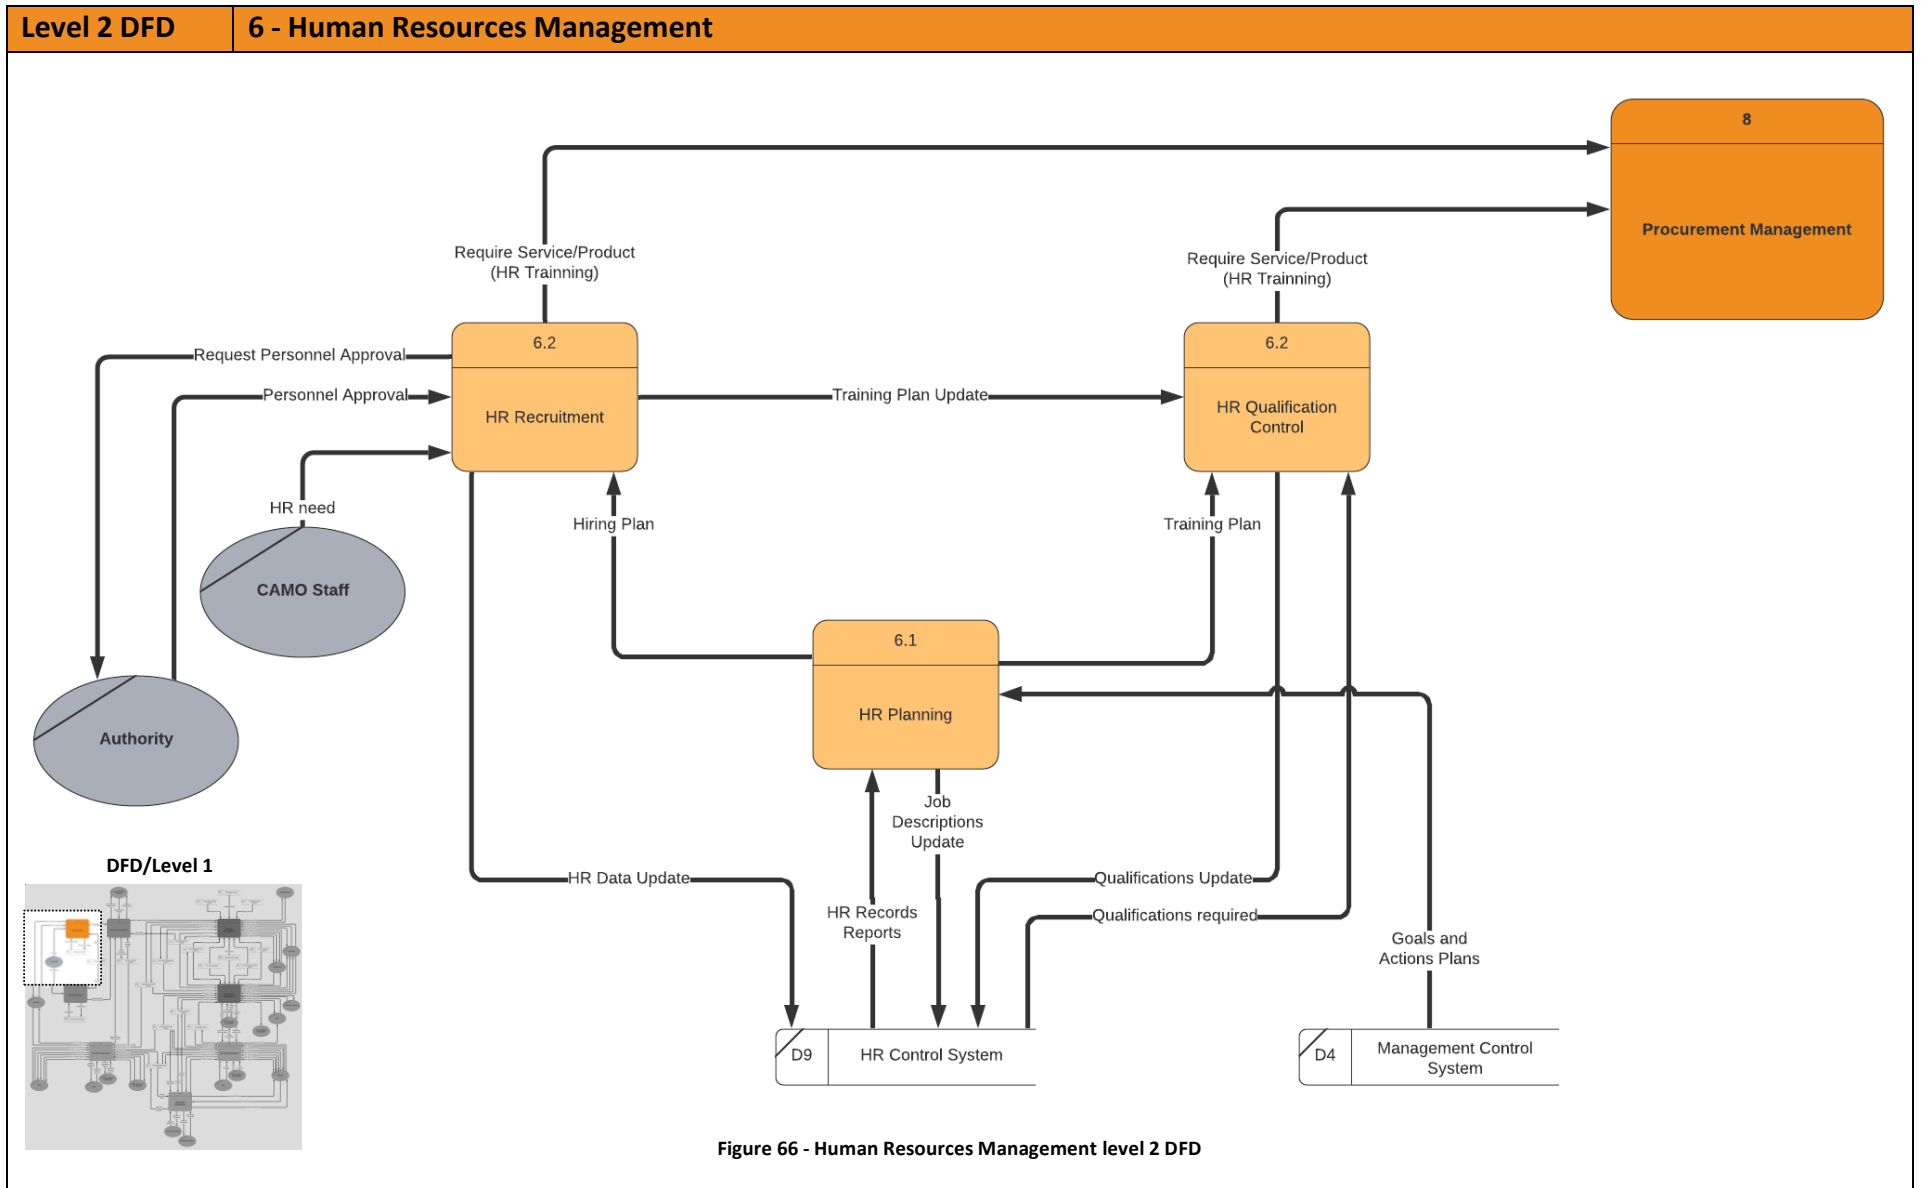 Level 2 DFD
6 - Human Resources Management
8
Procurement Management
Require Service/Product
(HR Trainning)
Require Service/Product
(HR Trainning)
6.2
HR Recruitment
6.2
HR Qualification
Control
Request Personnel Approval
Personnel Approval
Training Plan Update
HR need
CAMO Staff
Hiring Plan
Training Plan
6.1
HR Planning
Authority
Job
Descriptions
Update
DFD/Level 1
HR Data Update
Qualifications Update
HR Records
Reports
Qualifications required
Goals and
Actions Plans
D9
HR Control System
D4
Management Control
System
Figure 66 - Human Resources Management level 2 DFD